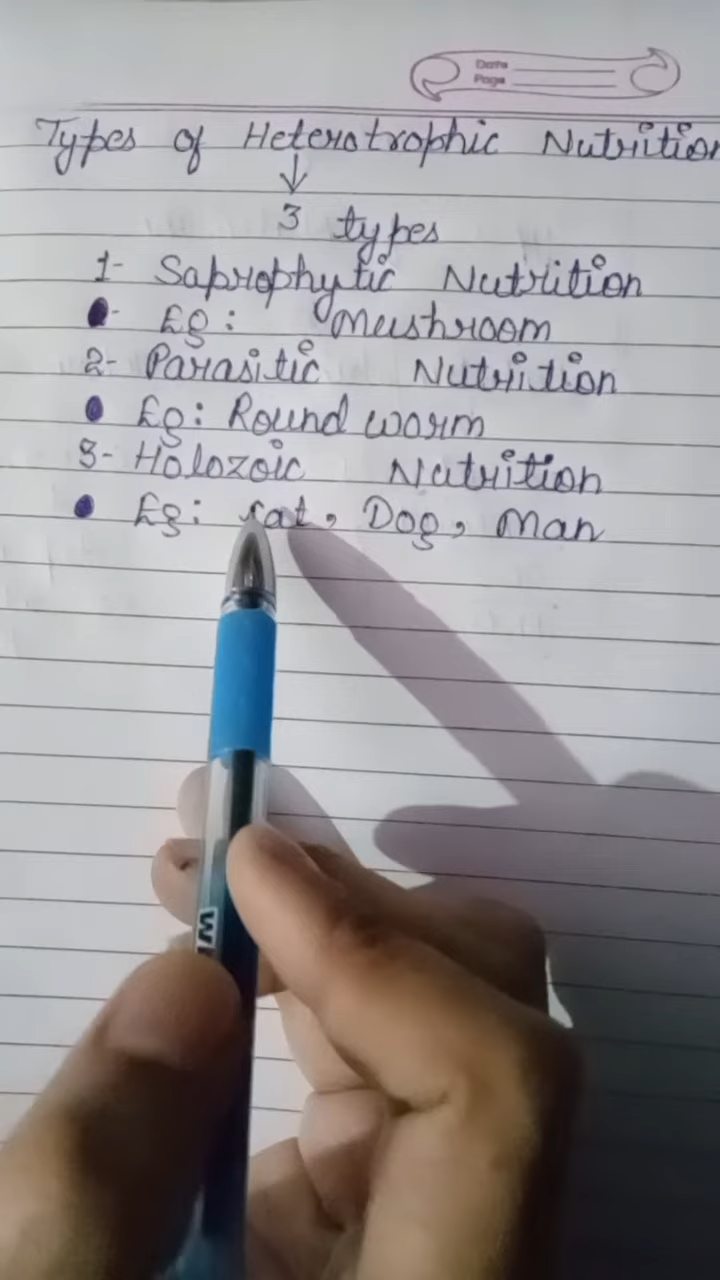 Date
Page
Types of Heterotrophic Nutrition
↓
3 types
1- Saprophytic Nutrition
Eg: Mushroom
2- Parasitic Nutrition
Eg: Round worm
3- Holozoic Nutrition
Eg: , Dog, Man
W